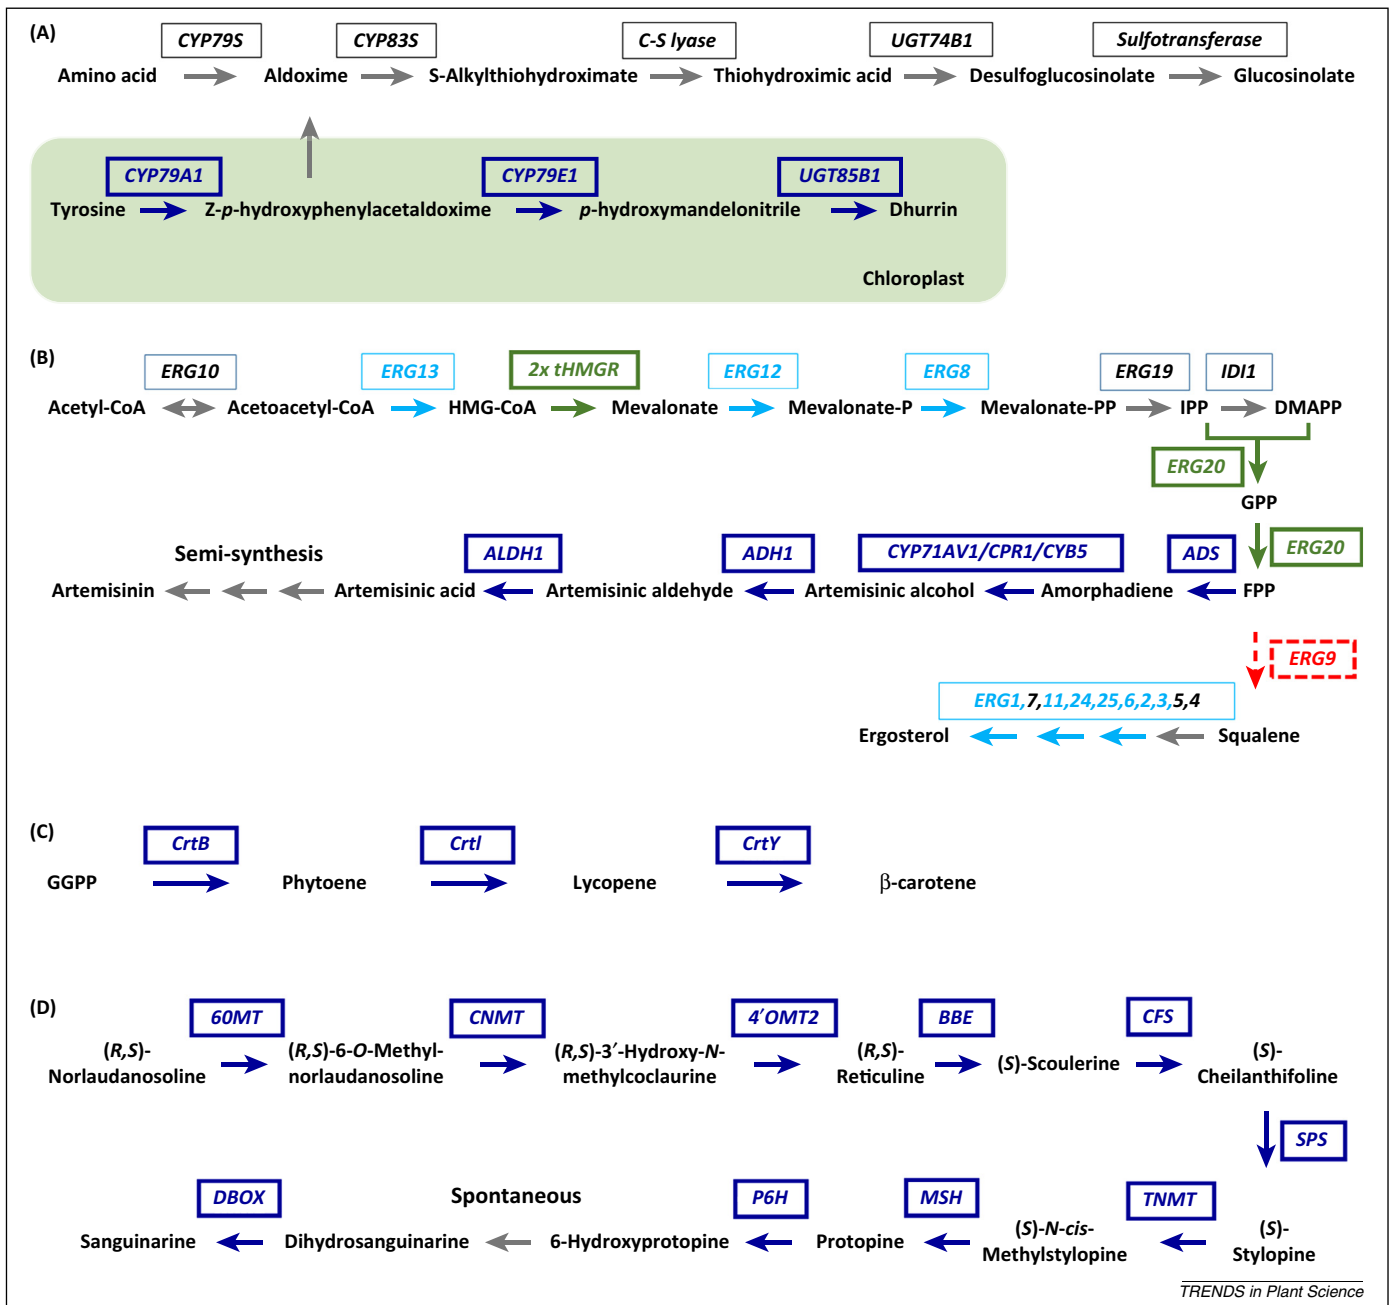 (A)
CYP79S CYP83S C-S lyase UGT74B1 Sulfotransferase
Amino acid Aldoxime S-Alkylthiohydroximate Thiohydroximic acid Desulfoglucosinolate Glucosinolate
CYP79A1 CYP79E1 UGT85B1
Tyrosine Z-p-hydroxyphenylacetaldoxime p-hydroxymandelonitrile Dhurrin
Chloroplast
(B)
ERG10 ERG13 2x tHMGR ERG12 ERG8 ERG19 IDI1
Acetyl-CoA Acetoacetyl-CoA HMG-CoA Mevalonate Mevalonate-P Mevalonate-PP IPP DMAPP
ERG20
GPP
Semi-synthesis ALDH1 ADH1 CYP71AV1/CPR1/CYB5 ADS ERG20
Artemisinin Artemisinic acid Artemisinic aldehyde Artemisinic alcohol Amorphadiene FPP
ERG9
ERG1,7,11,24,25,6,2,3,5,4
Ergosterol Squalene
(C)
CrtB CrtI CrtY
GGPP Phytoene Lycopene β-carotene
(D)
60MT CNMT 4′OMT2 BBE CFS
(R,S)- (R,S)-6-O-Methyl- (R,S)-3′-Hydroxy-N- (R,S)- (S)-Scoulerine (S)-
Norlaudanosoline norlaudanosoline methylcoclaurine Reticuline Cheilanthifoline
SPS
DBOX Spontaneous P6H MSH TNMT
Sanguinarine Dihydrosanguinarine 6-Hydroxyprotopine Protopine (S)-N-cis- (S)-
Methylstylopine Stylopine
TRENDS in Plant Science